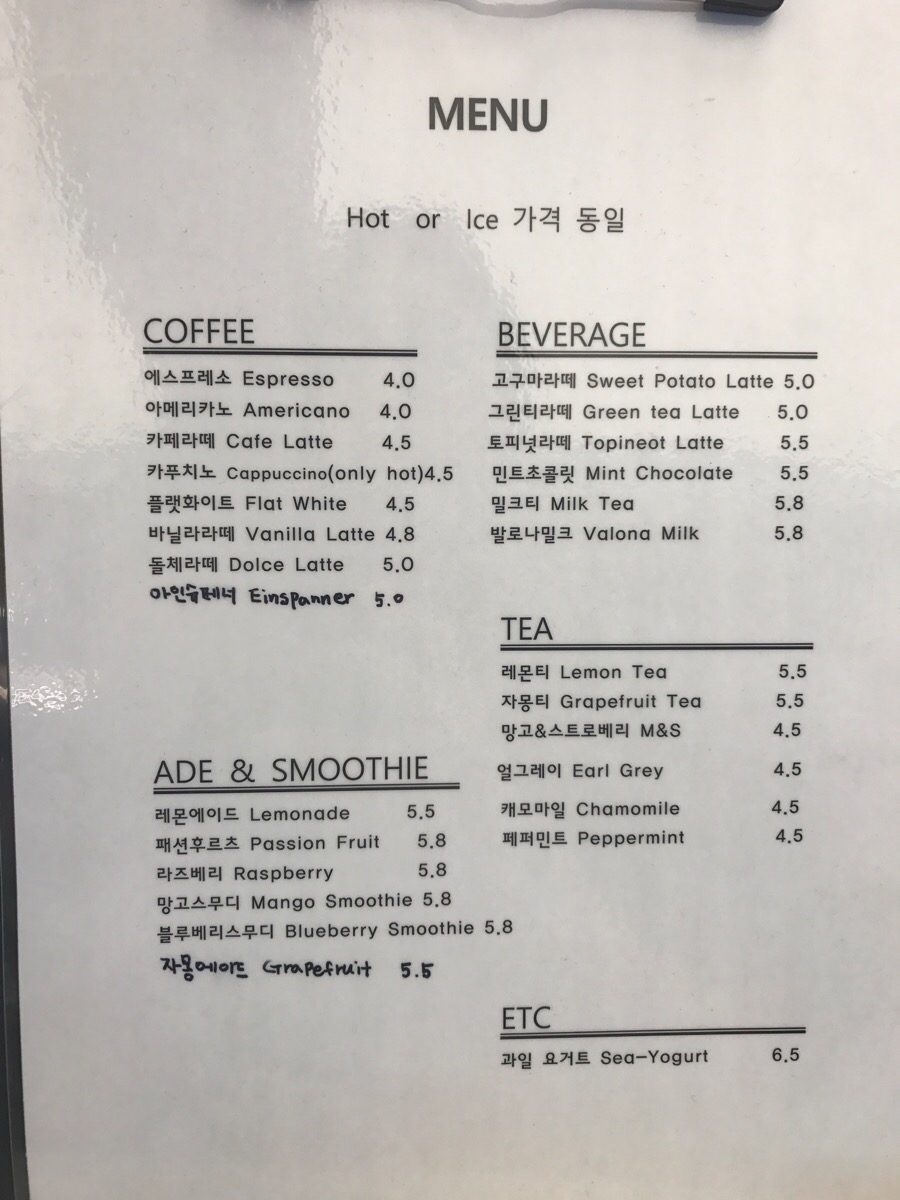 MENU
Hot or Ice 가격 동일
COFFEE
에스프레소 Espresso 4.0
아메리카노 Americano 4.0
카페라떼 Cafe Latte 4.5
카푸치노 Cappuccino(only hot)4.5
플랫화이트 Flat White 4.5
바닐라라떼 Vanilla Latte 4.8
돌체라떼 Dolce Latte 5.0
아인슈페너 Einspanner 5.0
ADE & SMOOTHIE
레몬에이드 Lemonade 5.5
패션후르츠 Passion Fruit 5.8
라즈베리 Raspberry 5.8
망고스무디 Mango Smoothie 5.8
블루베리스무디 Blueberry Smoothie 5.8
자몽에이드 Grapefruit 5.5
BEVERAGE
고구마라떼 Sweet Potato Latte 5.0
그린티라떼 Green tea Latte 5.0
토피넛라떼 Topineot Latte 5.5
민트초콜릿 Mint Chocolate 5.5
밀크티 Milk Tea 5.8
발로나밀크 Valona Milk 5.8
TEA
레몬티 Lemon Tea 5.5
자몽티 Grapefruit Tea 5.5
망고&스트로베리 M&S 4.5
얼그레이 Earl Grey 4.5
캐모마일 Chamomile 4.5
페퍼민트 Peppermint 4.5
ETC
과일 요거트 Sea-Yogurt 6.5